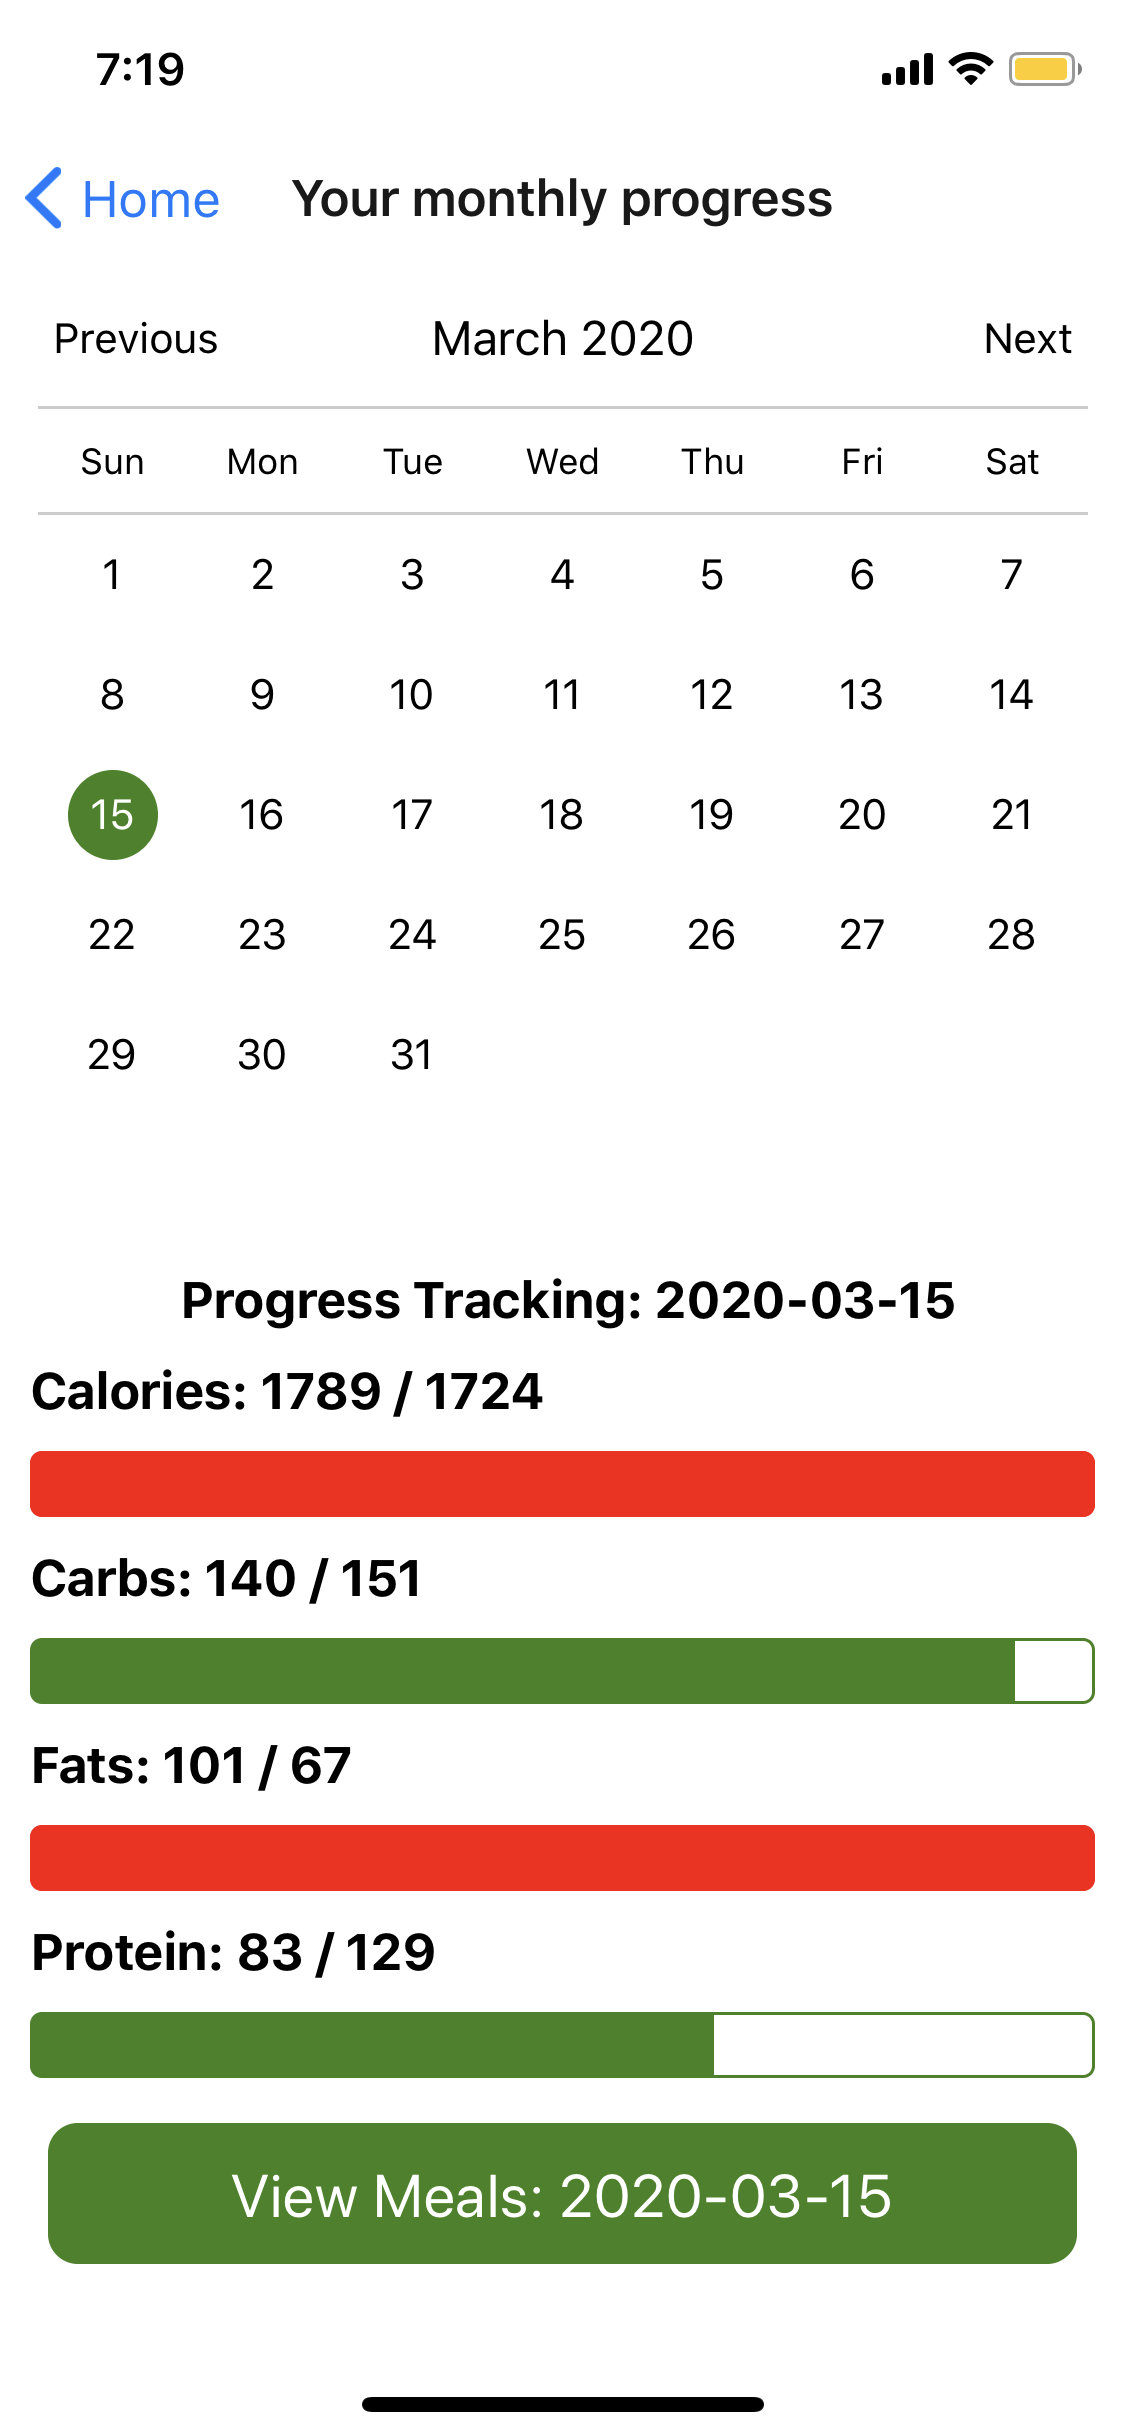 7:19
Home Your monthly progress
Previous March 2020 Next
Sun Mon Tue Wed Thu Fri Sat
1 2 3 4 5 6 7
8 9 10 11 12 13 14
15 16 17 18 19 20 21
22 23 24 25 26 27 28
29 30 31
Progress Tracking: 2020-03-15
Calories: 1789 / 1724
Carbs: 140 / 151
Fats: 101 / 67
Protein: 83 / 129
View Meals: 2020-03-15